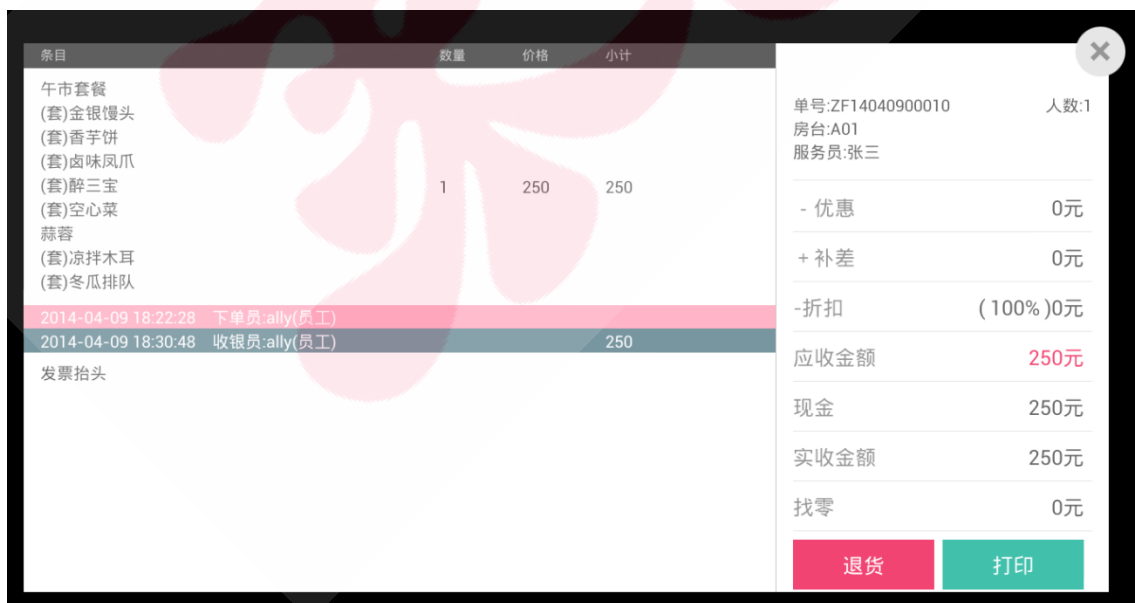 条目 数量 价格 小计
午市套餐
(套)金银馒头
(套)香芋饼
(套)卤味凤爪
(套)醉三宝 1 250 250
(套)空心菜
蒜蓉
(套)凉拌木耳
(套)冬瓜排队
2014-04-09 18:22:28 下单员:ally(员工)
2014-04-09 18:30:48 收银员:ally(员工) 250
发票抬头
单号:ZF14040900010 人数:1
房台:A01
服务员:张三
- 优惠 0元
+ 补差 0元
-折扣 (100%)0元
应收金额 250元
现金 250元
实收金额 250元
找零 0元
退货 打印